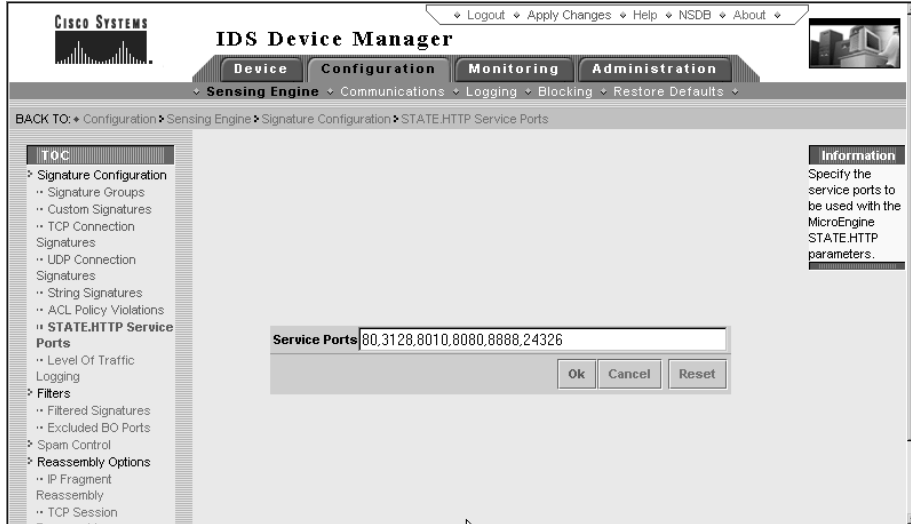 CISCO SYSTEMS
Logout Apply Changes Help NSDB About
IDS Device Manager
Device Configuration Monitoring Administration
Sensing Engine Communications Logging Blocking Restore Defaults
BACK TO: Configuration Sensing Engine Signature Configuration STATE.HTTP Service Ports
TOC
Signature Configuration
Signature Groups
Custom Signatures
TCP Connection
Signatures
UDP Connection
Signatures
String Signatures
ACL Policy Violations
STATE.HTTP Service
Ports
Level Of Traffic
Logging
Filters
Filtered Signatures
Excluded BO Ports
Spam Control
Reassembly Options
IP Fragment
Reassembly
TCP Session
Service Ports 80,3128,8010,8080,8888,24326
Ok Cancel Reset
Information
Specify the
service ports to
be used with the
MicroEngine
STATE.HTTP
parameters.